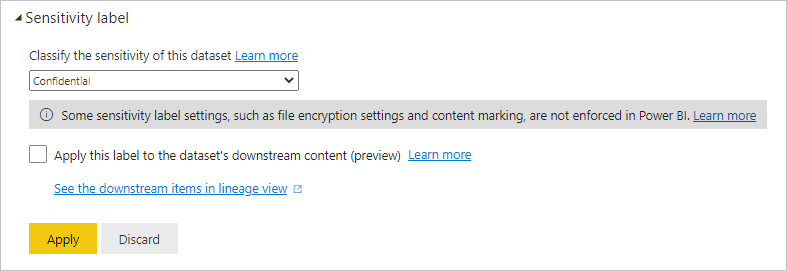 Sensitivity label
Classify the sensitivity of this dataset Learn more
Confidential
Some sensitivity label settings, such as file encryption settings and content marking, are not enforced in Power BI. Learn more
Apply this label to the dataset's downstream content (preview) Learn more
See the downstream items in lineage view
Apply Discard